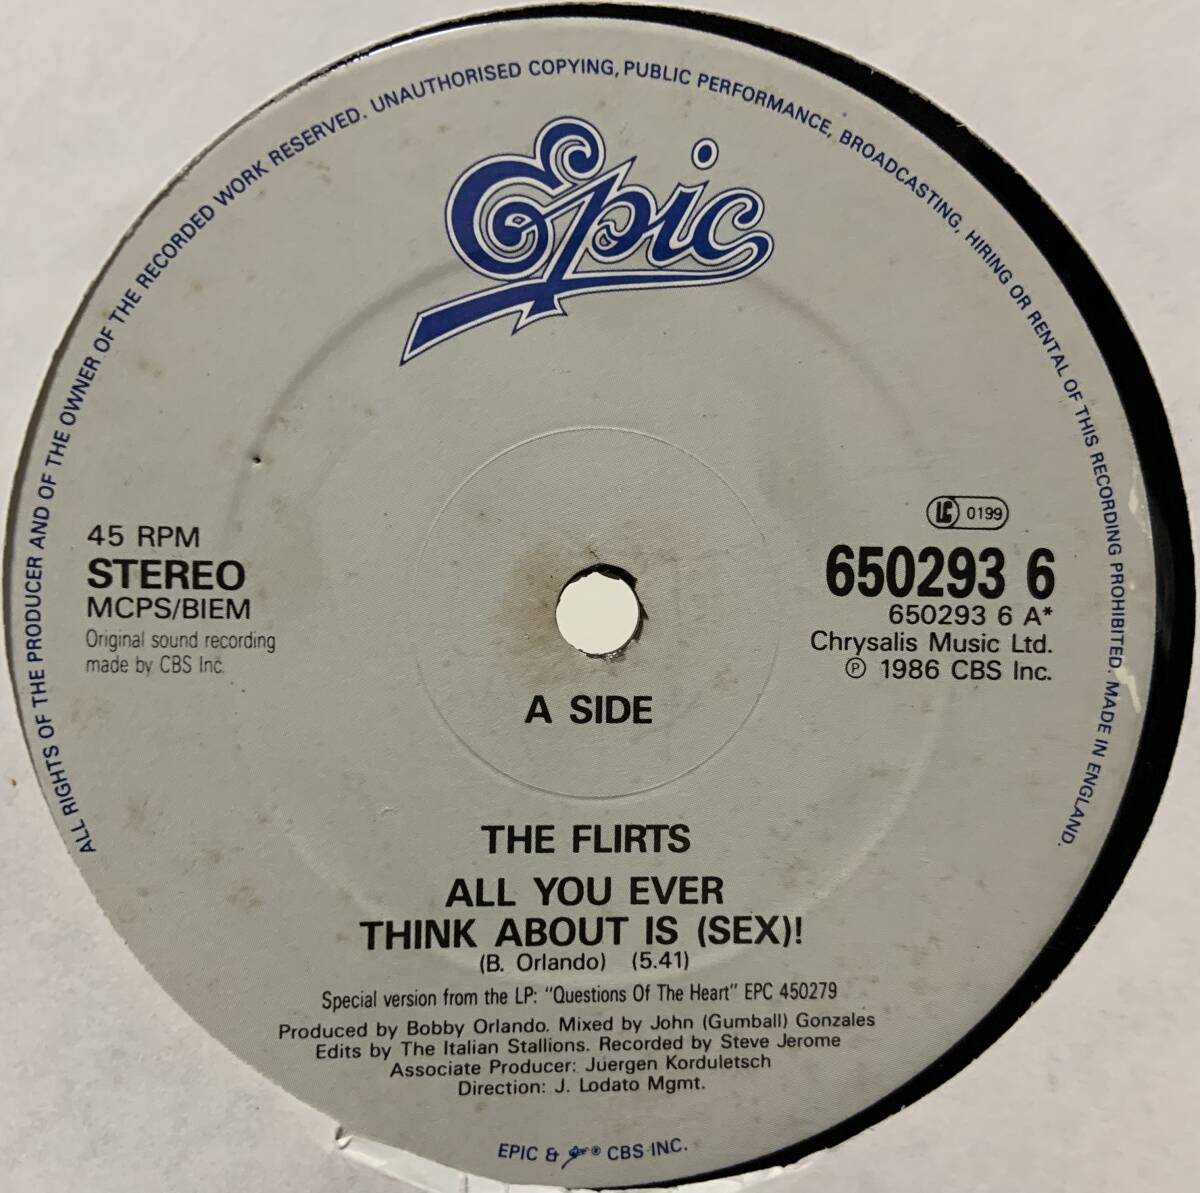 ALL RIGHTS OF THE PRODUCER AND OF THE OWNER OF THE RECORDED WORK RESERVED. UNAUTHORISED COPYING, PUBLIC PERFORMANCE, BROADCASTING, HIRING OR RENTAL OF THIS RECORDING PROHIBITED. MADE IN ENGLAND.
Epic
45 RPM
STEREO
MCPS/BIEM
Original sound recording
made by CBS Inc.
LC 0199
650293 6
650293 6 A*
Chrysalis Music Ltd.
℗ 1986 CBS Inc.
A SIDE
THE FLIRTS
ALL YOU EVER
THINK ABOUT IS (SEX)!
(B. Orlando) (5.41)
Special version from the LP: "Questions Of The Heart" EPC 450279
Produced by Bobby Orlando. Mixed by John (Gumball) Gonzales
Edits by The Italian Stallions. Recorded by Steve Jerome
Associate Producer: Juergen Korduletsch
Direction: J. Lodato Mgmt.
EPIC & Epic ® CBS INC.